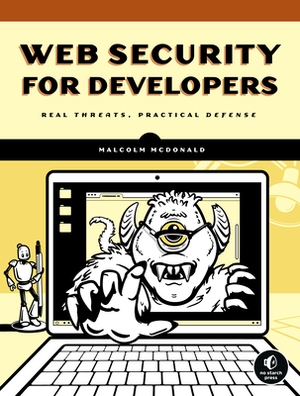 WEB SECURITY
FOR DEVELOPERS
REAL THREATS, PRACTICAL DEFENSE
MALCOLM MCDONALD
no starch
press